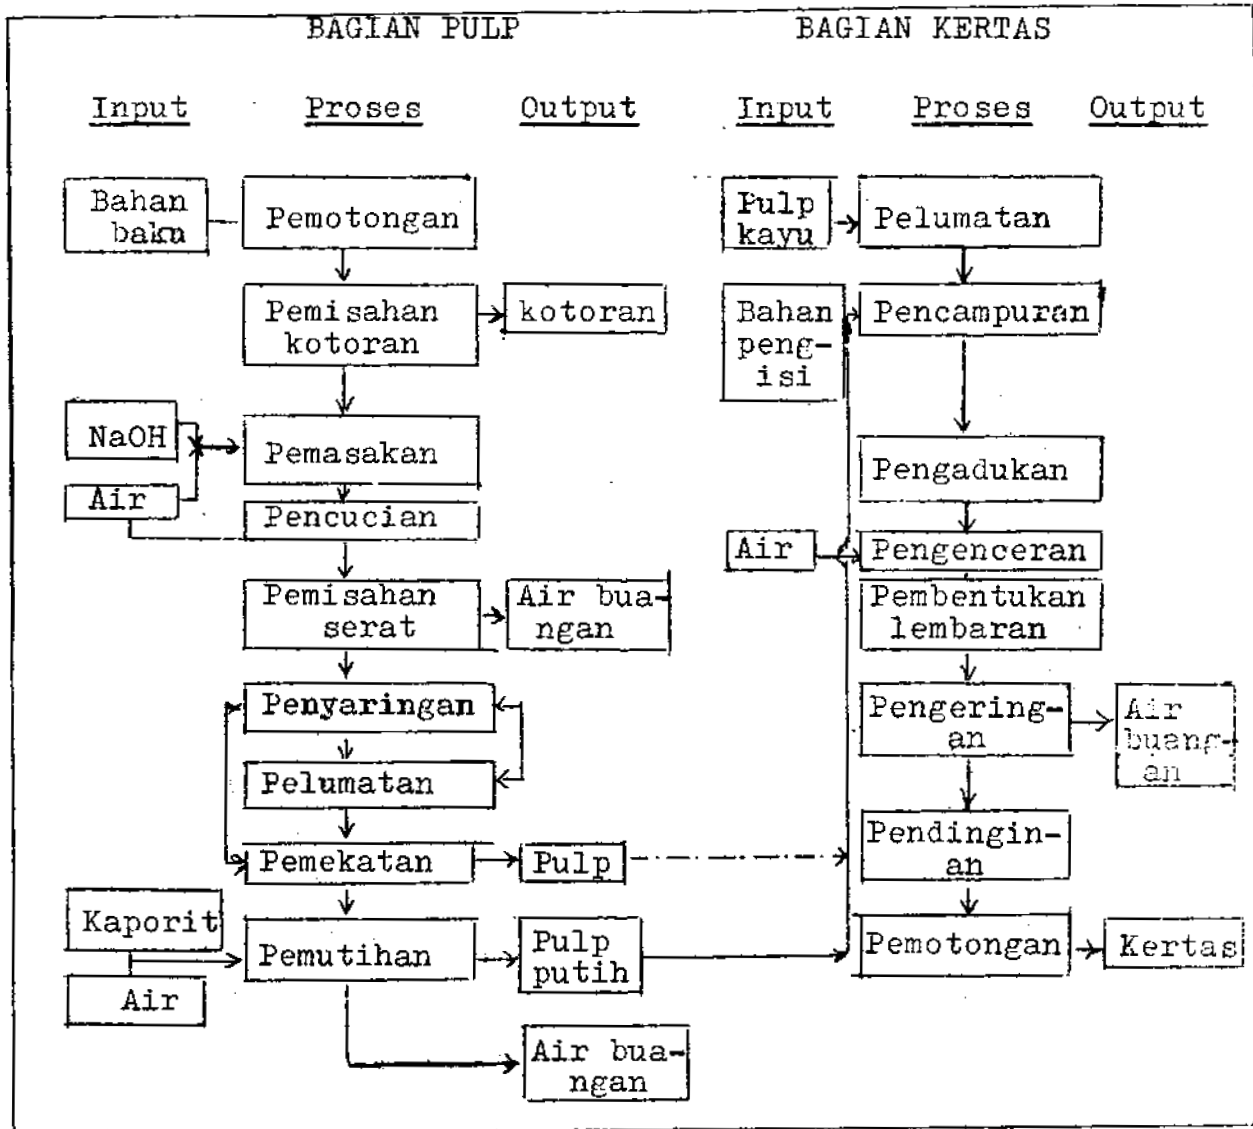 BAGIAN PULP
Input
Proses
Output
Bahan
baku
Pemotongan
Pemisahan
kotoran
kotoran
NaOH
Pemasakan
Air
Pencucian
Pemisahan
serat
Air bua-
ngan
Penyaringan
Pelumatan
Pemekatan
Pulp
Kaporit
Air
Pemutihan
Pulp
putih
Air bua-
ngan
BAGIAN KERTAS
Input
Proses
Output
Pulp
kayu
Pelumatan
Bahan
peng-
isi
Pencampuran
Pengadukan
Air
Pengenceran
Pembentukan
lembaran
Pengering-
an
Air
buang-
an
Pendingin-
an
Pemotongan
Kertas